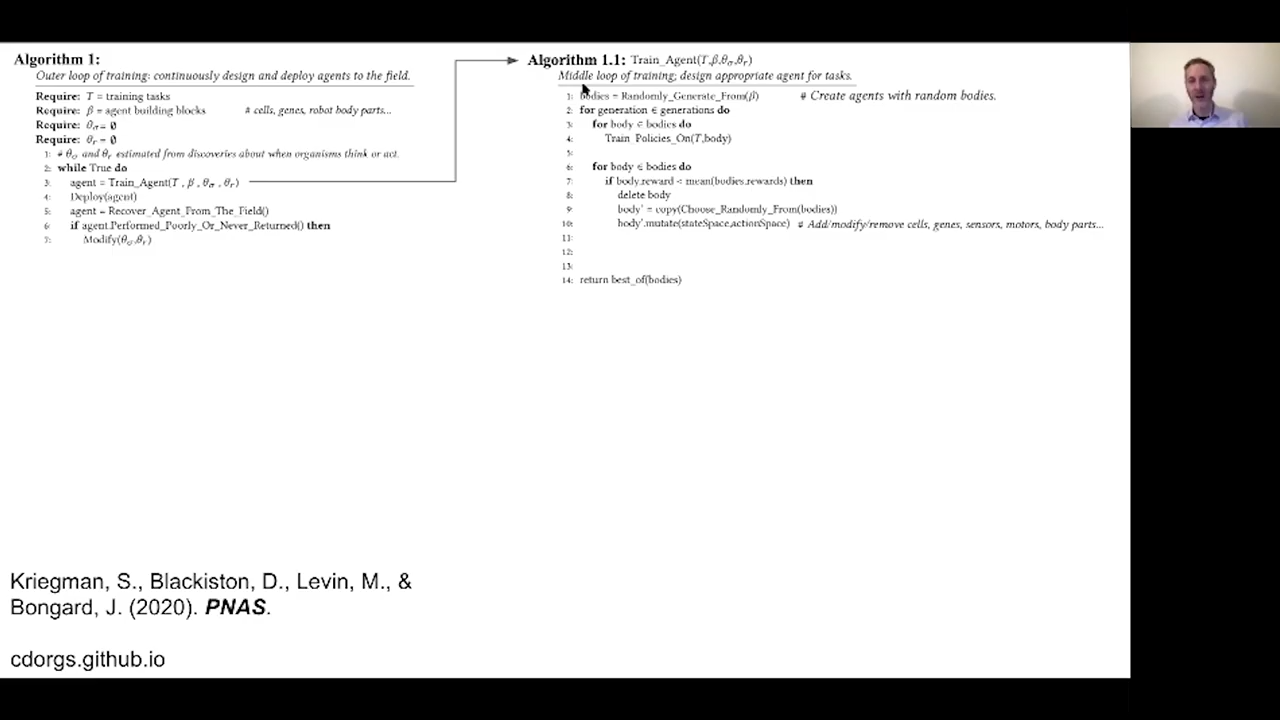 Algorithm 1:
Outer loop of training: continuously design and deploy agents to the field.
Require: T = training tasks
Require: β = agent building blocks # cells, genes, robot body parts...
Require: θσ = ∅
Require: θr = ∅
1: # θσ and θr estimated from discoveries about when organisms think or act.
2: while True do
3: agent = Train_Agent(T , β , θσ , θr)
4: Deploy(agent)
5: agent = Recover_Agent_From_The_Field()
6: if agent.Performed_Poorly_Or_Never_Returned() then
7: Modify(θσ,θr)
Algorithm 1.1: Train_Agent(T,β,θσ,θr)
Middle loop of training; design appropriate agent for tasks.
1: bodies = Randomly_Generate_From(β) # Create agents with random bodies.
2: for generation ∈ generations do
3: for body ∈ bodies do
4: Train_Policies_On(T,body)
5:
6: for body ∈ bodies do
7: if body.reward < mean(bodies.rewards) then
8: delete body
9: body' = copy(Choose_Randomly_From(bodies))
10: body'.mutate(stateSpace,actionSpace) # Add/modify/remove cells, genes, sensors, motors, body parts...
11:
12:
13:
14: return best_of(bodies)
Kriegman, S., Blackiston, D., Levin, M., &
Bongard, J. (2020). PNAS.
cdorgs.github.io